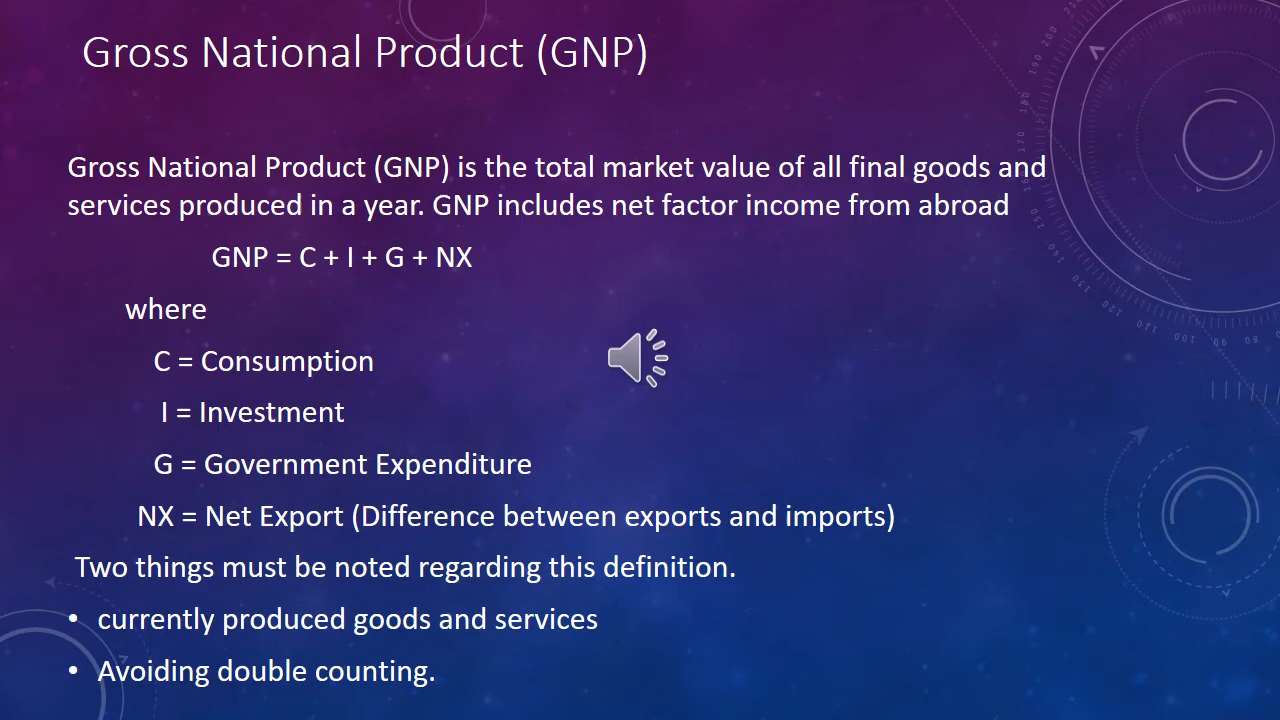 Gross National Product (GNP)
Gross National Product (GNP) is the total market value of all final goods and
services produced in a year. GNP includes net factor income from abroad
GNP = C + I + G + NX
where
C = Consumption
I = Investment
G = Government Expenditure
NX = Net Export (Difference between exports and imports)
Two things must be noted regarding this definition.
• currently produced goods and services
• Avoiding double counting.